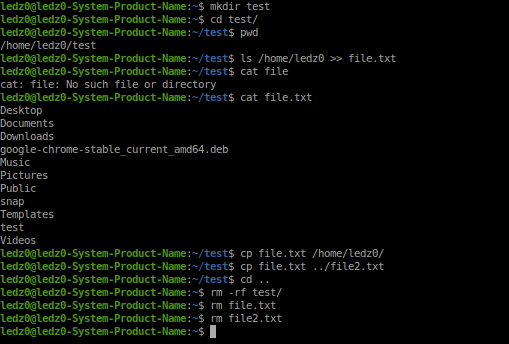 ledz0@ledz0-System-Product-Name:~$ mkdir test
ledz0@ledz0-System-Product-Name:~$ cd test/
ledz0@ledz0-System-Product-Name:~/test$ pwd
/home/ledz0/test
ledz0@ledz0-System-Product-Name:~/test$ ls /home/ledz0 >> file.txt
ledz0@ledz0-System-Product-Name:~/test$ cat file
cat: file: No such file or directory
ledz0@ledz0-System-Product-Name:~/test$ cat file.txt
Desktop
Documents
Downloads
google-chrome-stable_current_amd64.deb
Music
Pictures
Public
snap
Templates
test
Videos
ledz0@ledz0-System-Product-Name:~/test$ cp file.txt /home/ledz0/
ledz0@ledz0-System-Product-Name:~/test$ cp file.txt ../file2.txt
ledz0@ledz0-System-Product-Name:~/test$ cd ..
ledz0@ledz0-System-Product-Name:~$ rm -rf test/
ledz0@ledz0-System-Product-Name:~$ rm file.txt
ledz0@ledz0-System-Product-Name:~$ rm file2.txt
ledz0@ledz0-System-Product-Name:~$